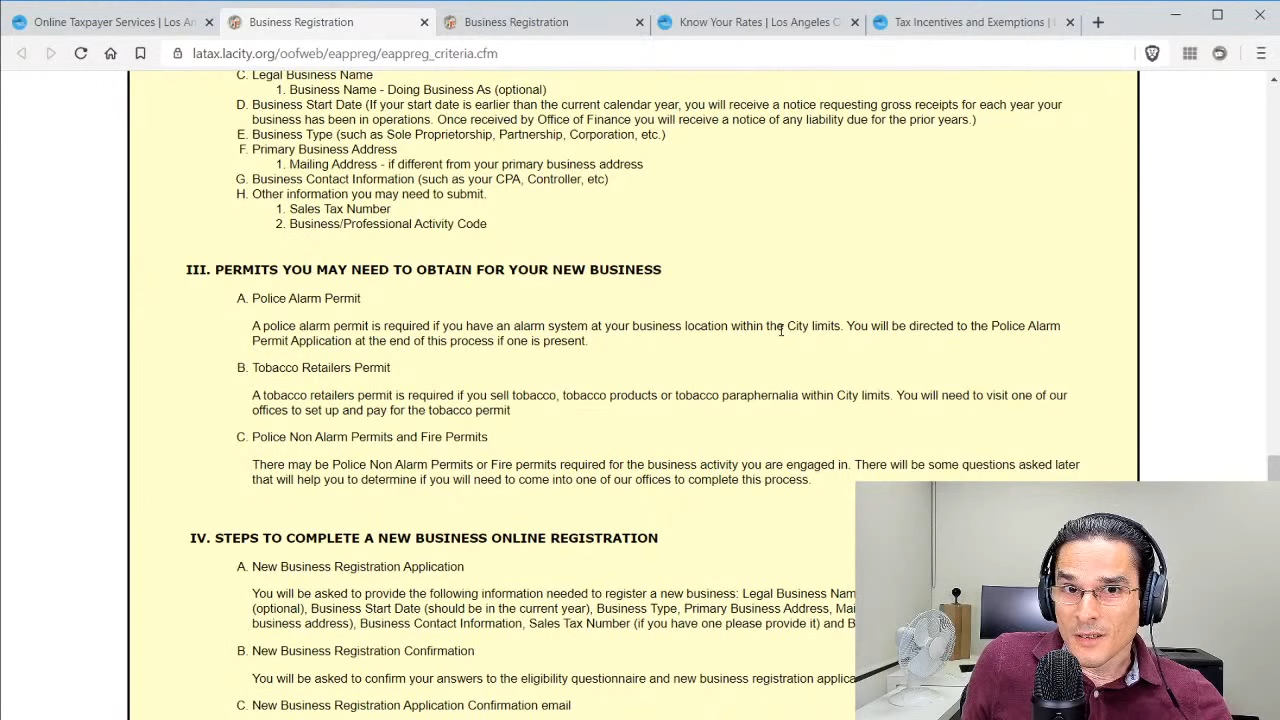 Online Taxpayer Services | Los An
Business Registration
Business Registration
Know Your Rates | Los Angeles O
Tax Incentives and Exemptions |
latax.lacity.org/oofweb/eappreg/eappreg_criteria.cfm
C. Legal Business Name
1. Business Name - Doing Business As (optional)
D. Business Start Date (If your start date is earlier than the current calendar year, you will receive a notice requesting gross receipts for each year your
business has been in operations. Once received by Office of Finance you will receive a notice of any liability due for the prior years.)
E. Business Type (such as Sole Proprietorship, Partnership, Corporation, etc.)
F. Primary Business Address
1. Mailing Address - if different from your primary business address
G. Business Contact Information (such as your CPA, Controller, etc)
H. Other information you may need to submit.
1. Sales Tax Number
2. Business/Professional Activity Code
III. PERMITS YOU MAY NEED TO OBTAIN FOR YOUR NEW BUSINESS
A. Police Alarm Permit
A police alarm permit is required if you have an alarm system at your business location within the City limits. You will be directed to the Police Alarm
Permit Application at the end of this process if one is present.
B. Tobacco Retailers Permit
A tobacco retailers permit is required if you sell tobacco, tobacco products or tobacco paraphernalia within City limits. You will need to visit one of our
offices to set up and pay for the tobacco permit
C. Police Non Alarm Permits and Fire Permits
There may be Police Non Alarm Permits or Fire permits required for the business activity you are engaged in. There will be some questions asked later
that will help you to determine if you will need to come into one of our offices to complete this process.
IV. STEPS TO COMPLETE A NEW BUSINESS ONLINE REGISTRATION
A. New Business Registration Application
You will be asked to provide the following information needed to register a new business: Legal Business Nam
(optional), Business Start Date (should be in the current year), Business Type, Primary Business Address, Mai
business address), Business Contact Information, Sales Tax Number (if you have one please provide it) and B
B. New Business Registration Confirmation
You will be asked to confirm your answers to the eligibility questionnaire and new business registration applica
C. New Business Registration Application Confirmation email